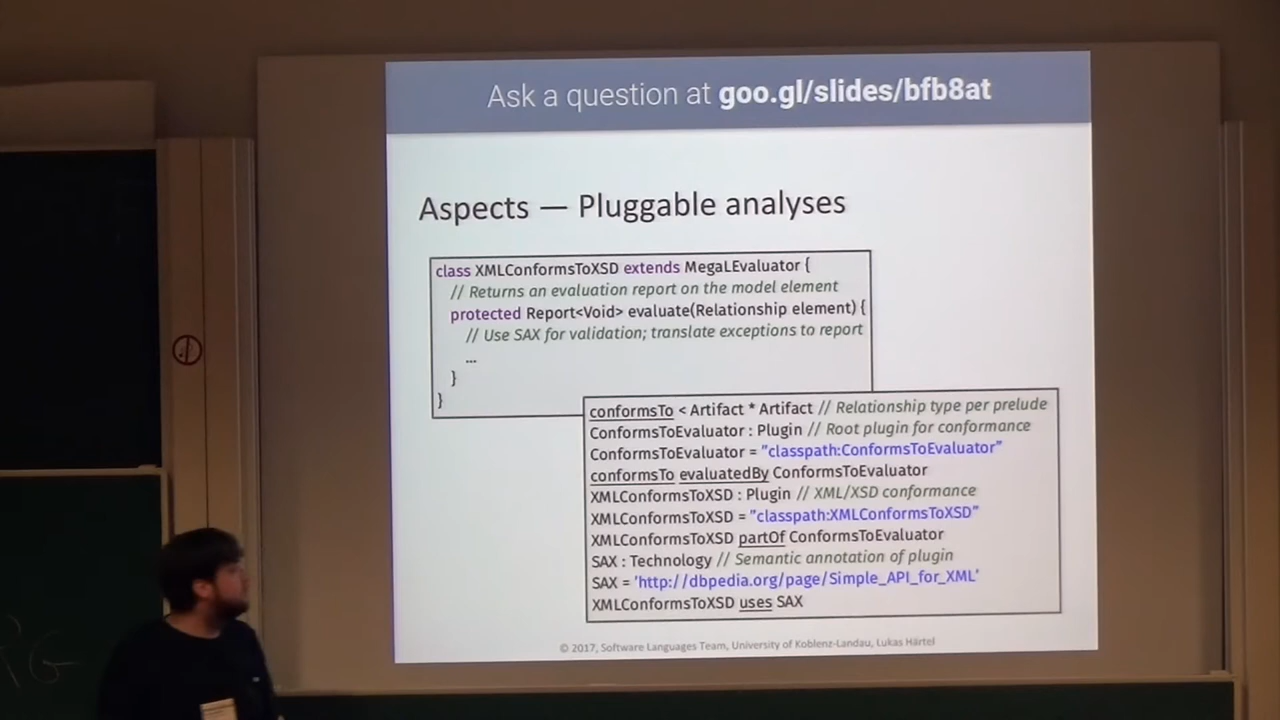 Ask a question at goo.gl/slides/bfb8at
Aspects — Pluggable analyses
class XMLConformsToXSD extends MegaLEvaluator {
// Returns an evaluation report on the model element
protected Report<Void> evaluate(Relationship element) {
// Use SAX for validation; translate exceptions to report
...
}
}
conformsTo < Artifact * Artifact // Relationship type per prelude
ConformsToEvaluator : Plugin // Root plugin for conformance
ConformsToEvaluator = "classpath:ConformsToEvaluator"
conformsTo evaluatedBy ConformsToEvaluator
XMLConformsToXSD : Plugin // XML/XSD conformance
XMLConformsToXSD = "classpath:XMLConformsToXSD"
XMLConformsToXSD partOf ConformsToEvaluator
SAX : Technology // Semantic annotation of plugin
SAX = 'http://dbpedia.org/page/Simple_API_for_XML'
XMLConformsToXSD uses SAX
© 2017, Software Languages Team, University of Koblenz-Landau, Lukas Härtel